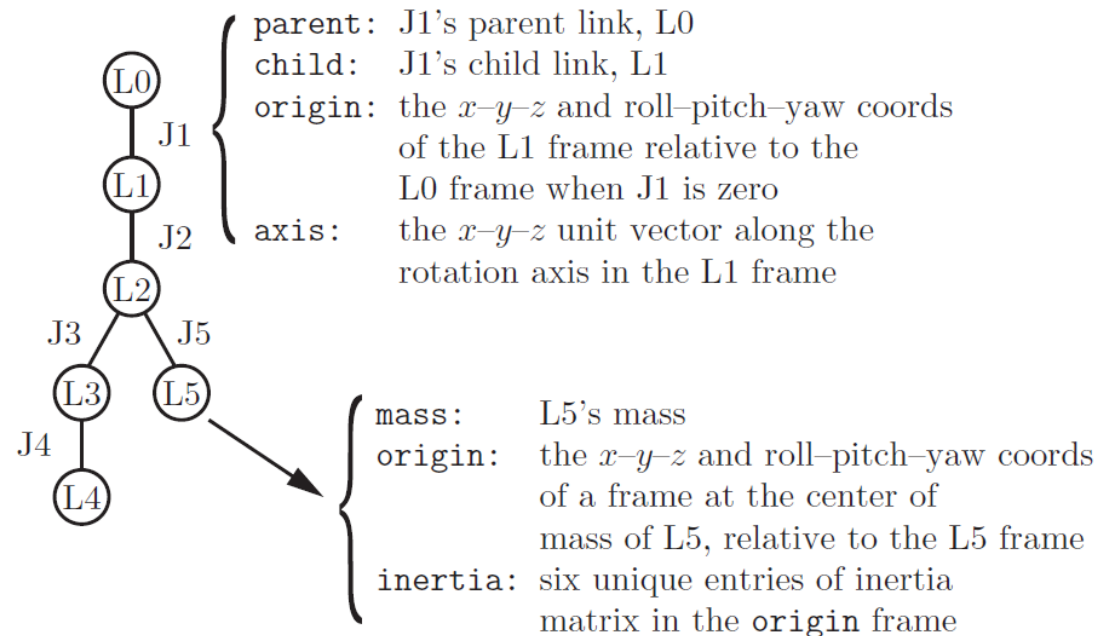 L0
J1
L1
J2
L2
J3
J5
L3
L5
J4
L4
parent: J1's parent link, L0
child: J1's child link, L1
origin: the x–y–z and roll–pitch–yaw coords
of the L1 frame relative to the
L0 frame when J1 is zero
axis: the x–y–z unit vector along the
rotation axis in the L1 frame
mass: L5's mass
origin: the x–y–z and roll–pitch–yaw coords
of a frame at the center of
mass of L5, relative to the L5 frame
inertia: six unique entries of inertia
matrix in the origin frame